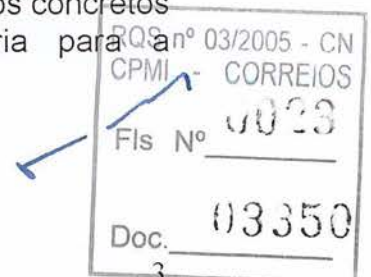 os concretos
ria para a
RQS nº 03/2005 - CN
CPMI - CORREIOS
Fls Nº 0023
Doc. 03350
3